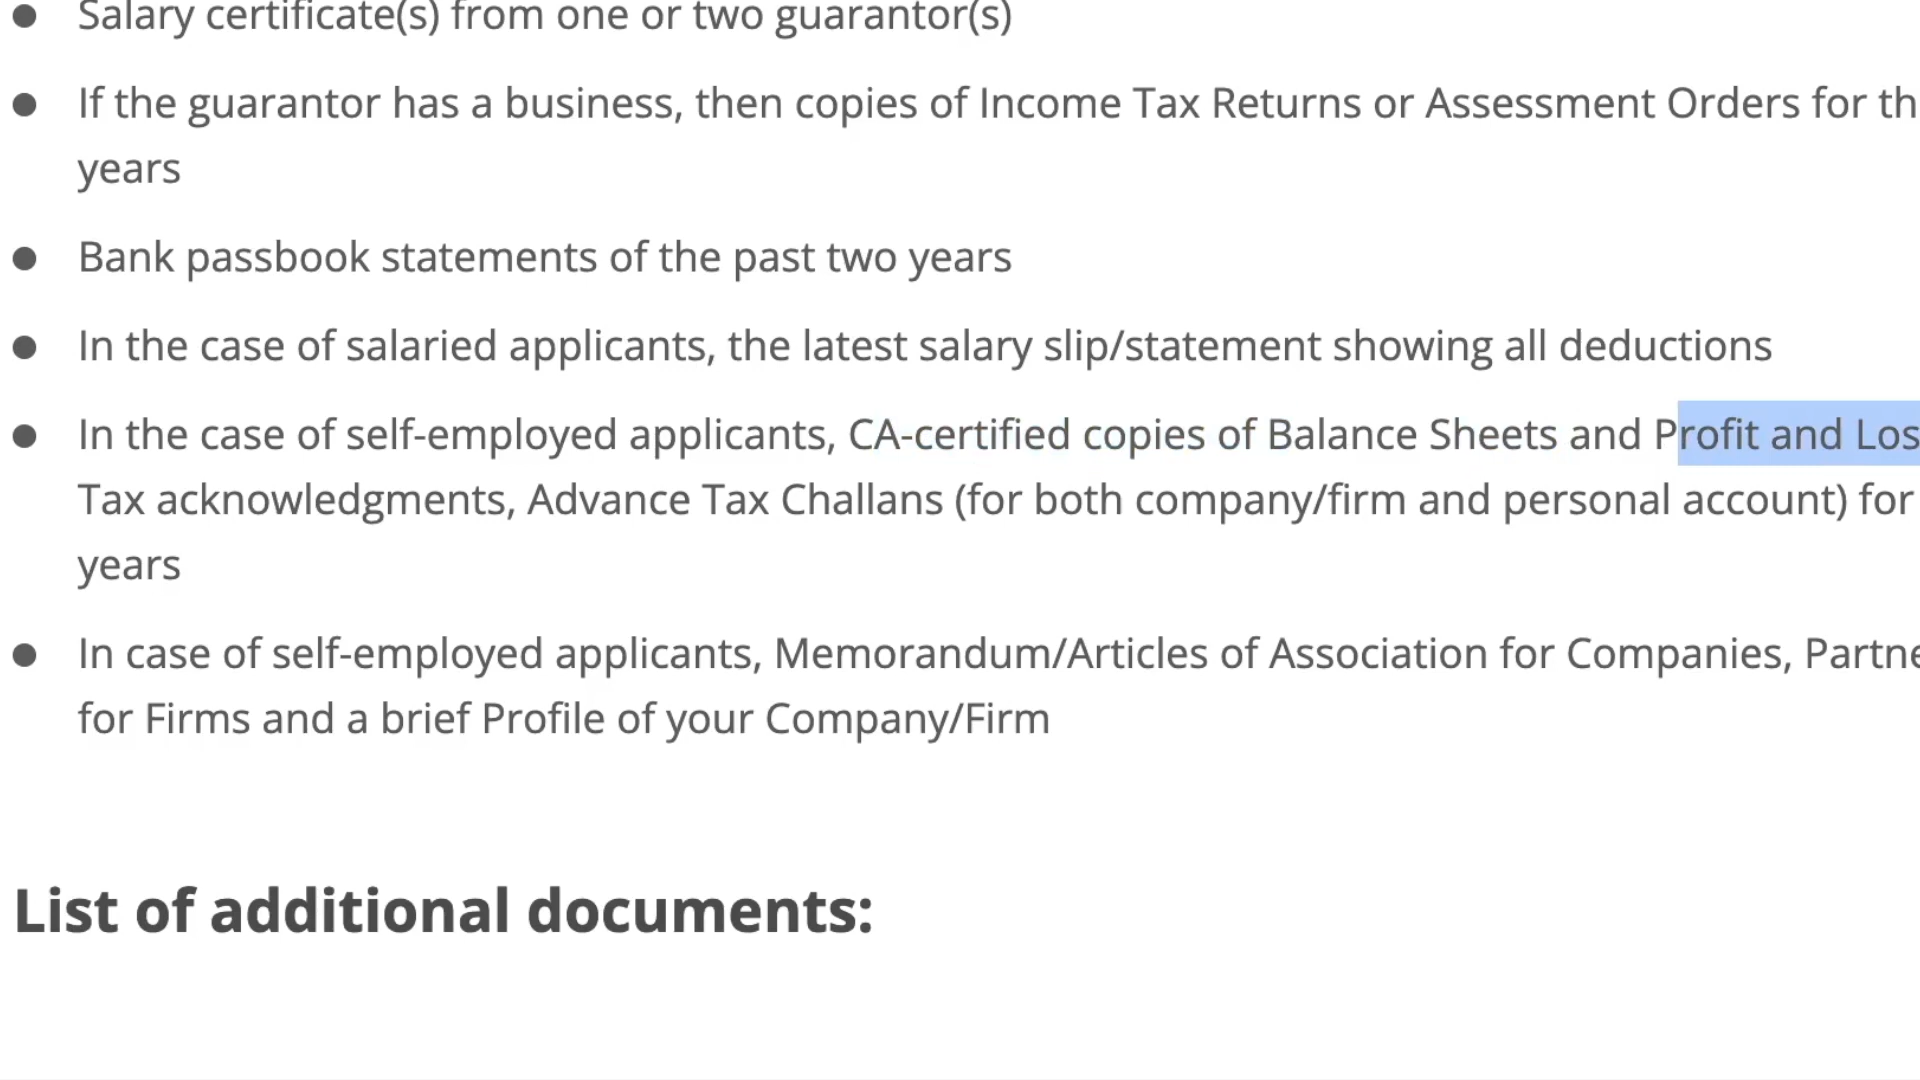 Salary certificate(s) from one or two guarantor(s)
If the guarantor has a business, then copies of Income Tax Returns or Assessment Orders for
years
Bank passbook statements of the past two years
In the case of salaried applicants, the latest salary slip/statement showing all deductions
In the case of self-employed applicants, CA-certified copies of Balance Sheets and Profit and
Tax acknowledgments, Advance Tax Challans (for both company/firm and personal account) for
years
In case of self-employed applicants, Memorandum/Articles of Association for Companies,
for Firms and a brief Profile of your Company/Firm
List of additional documents: